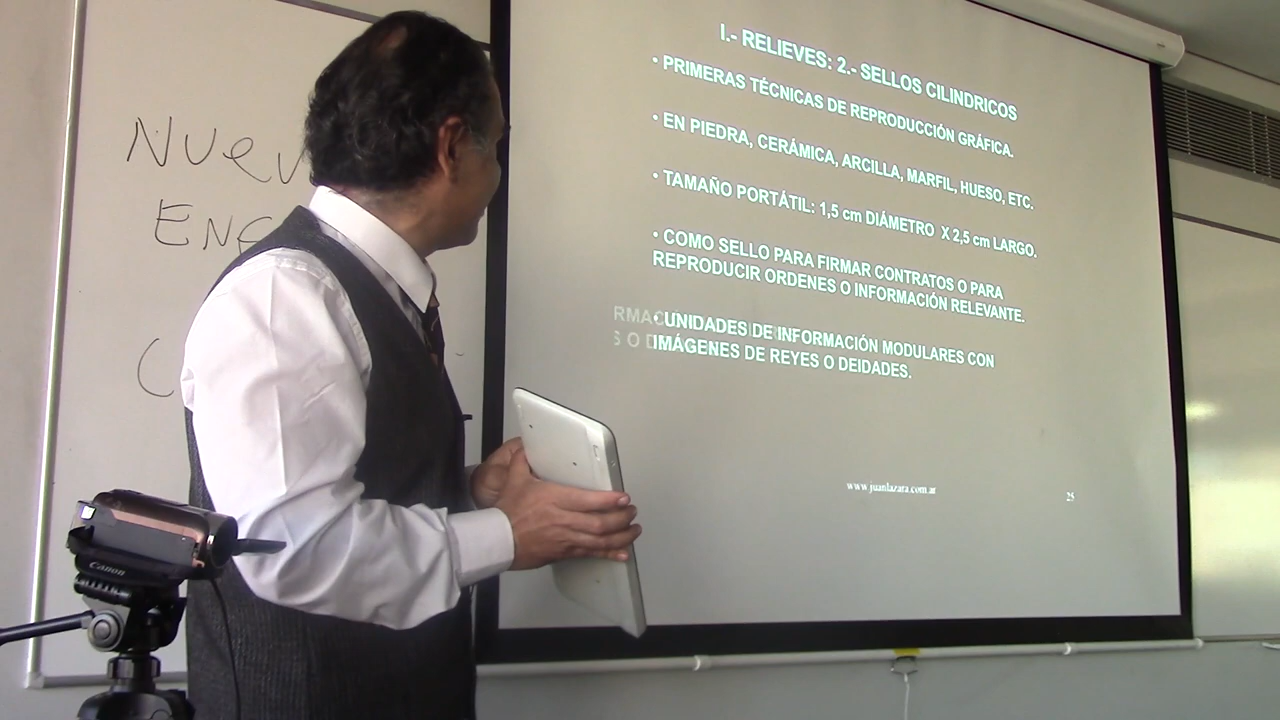 I.- RELIEVES: 2.- SELLOS CILINDRICOS
• PRIMERAS TÉCNICAS DE REPRODUCCIÓN GRÁFICA.
• EN PIEDRA, CERÁMICA, ARCILLA, MARFIL, HUESO, ETC.
• TAMAÑO PORTÁTIL: 1,5 cm DIÁMETRO X 2,5 cm LARGO.
• COMO SELLO PARA FIRMAR CONTRATOS O PARA
REPRODUCIR ORDENES O INFORMACIÓN RELEVANTE.
• UNIDADES DE INFORMACIÓN MODULARES CON
IMÁGENES DE REYES O DEIDADES.
www.juanlazara.com.ar
25
NUEV
ENE
Canon